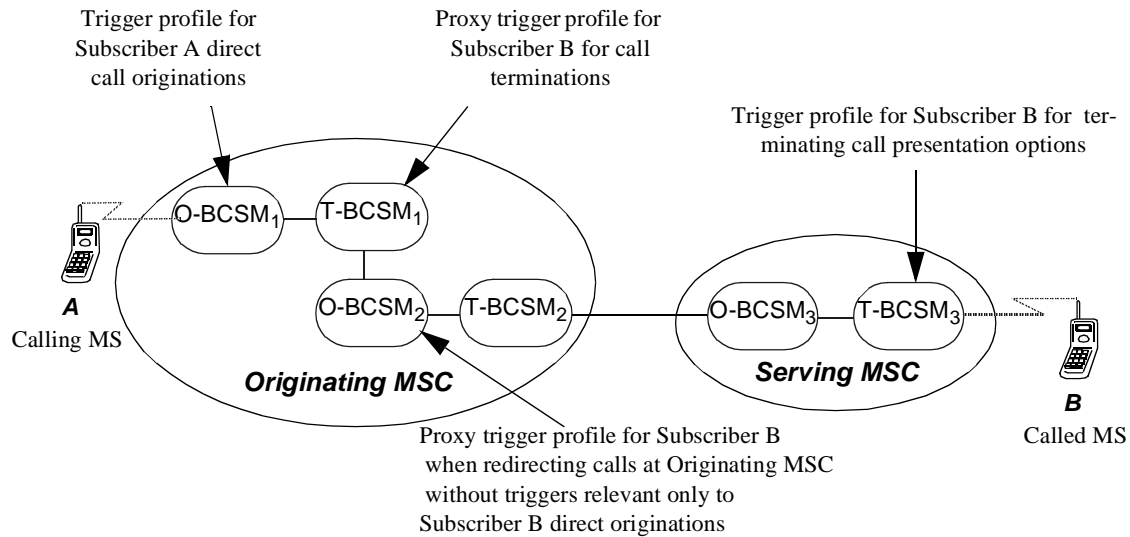 Trigger profile for
Subscriber A direct
call originations
Proxy trigger profile for
Subscriber B for call
terminations
Trigger profile for Subscriber B for ter-
minating call presentation options
O-BCSM1
T-BCSM1
A
Calling MS
O-BCSM2
T-BCSM2
Originating MSC
O-BCSM3
T-BCSM3
Serving MSC
B
Called MS
Proxy trigger profile for Subscriber B
when redirecting calls at Originating MSC
without triggers relevant only to
Subscriber B direct originations